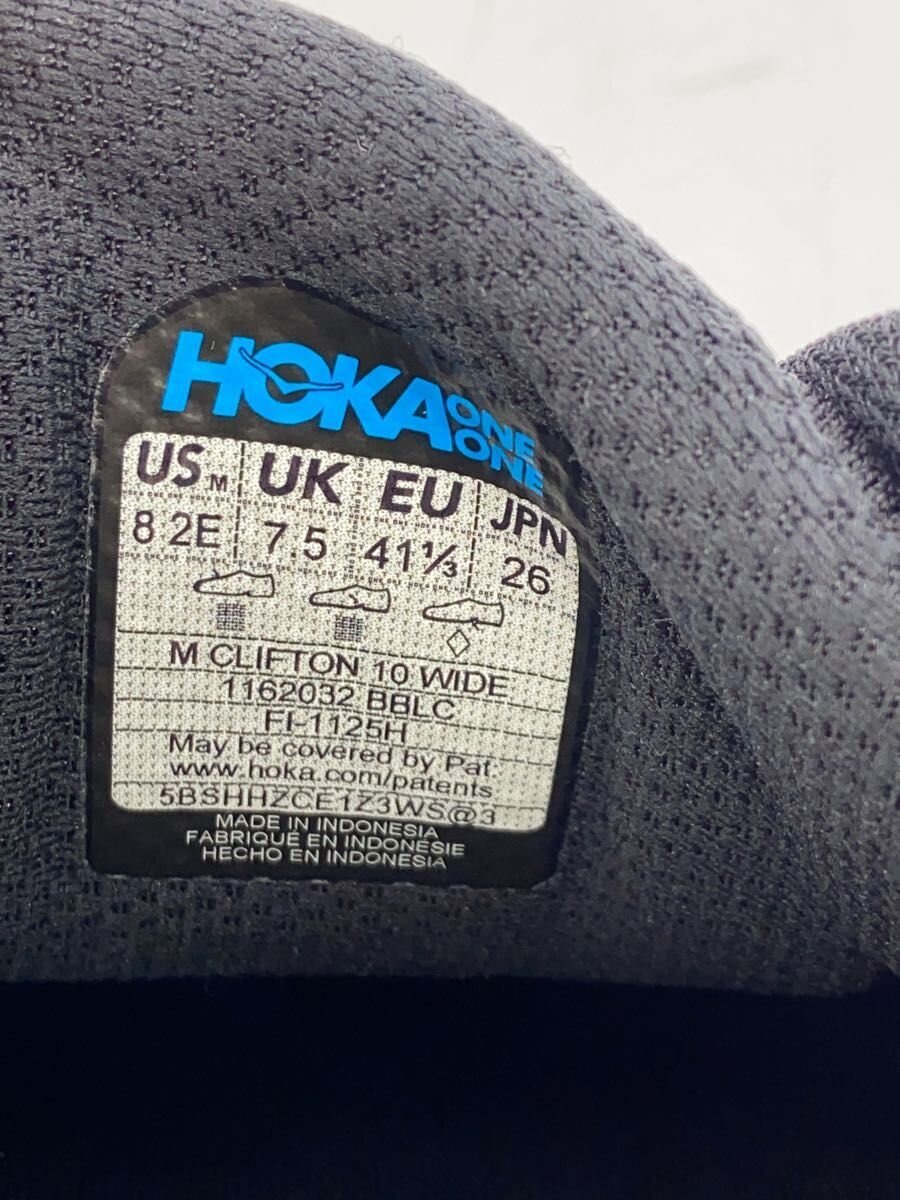 HOKA ONE ONE
US M UK EU JPN
8 2E 7.5 41⅓ 26
M CLIFTON 10 WIDE
1162032 BBLC
FI-1125H
May be covered by Pat.
www.hoka.com/patents
5BSHHZCE1Z3WS@3
MADE IN INDONESIA
FABRIQUÉ EN INDONÉSIE
HECHO EN INDONESIA